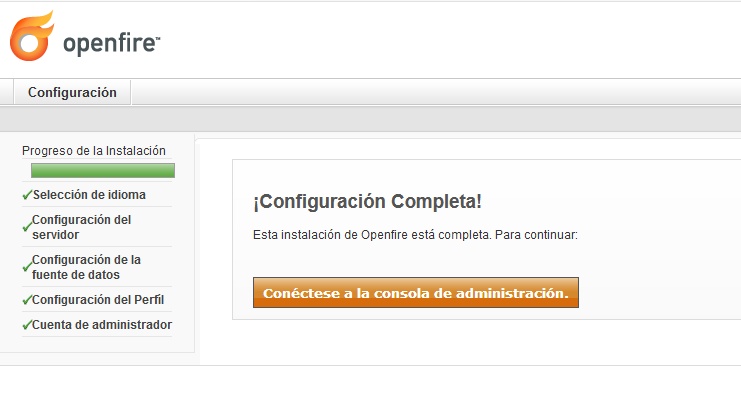 openfire™
Configuración
Progreso de la Instalación
Selección de idioma
Configuración del
servidor
Configuración de la
fuente de datos
Configuración del Perfil
Cuenta de administrador
¡Configuración Completa!
Esta instalación de Openfire está completa. Para continuar:
Conéctese a la consola de administración.